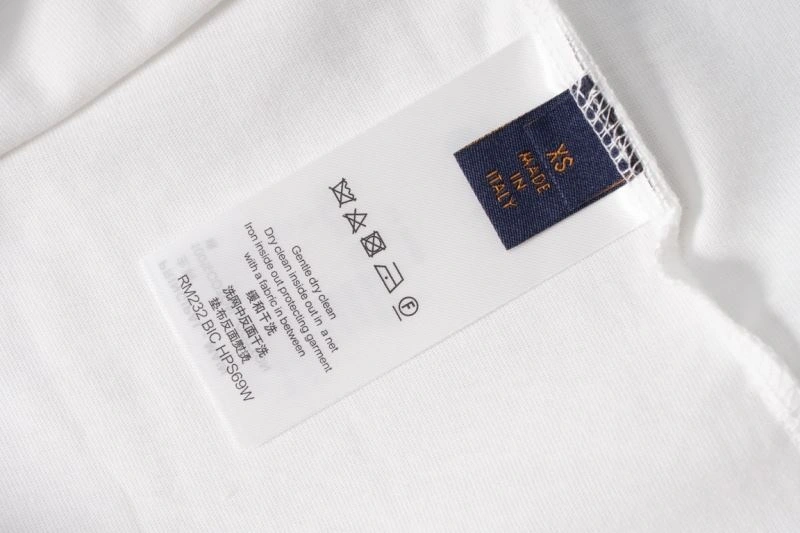 XS
MADE
IN
ITALY
F
Gentle dry clean
Dry clean inside out in a net
Iron inside out protecting garment
with a fabric in between
缓和干洗
洗网中反面干洗
垫布反面熨烫
RM232 BIC HPS69W